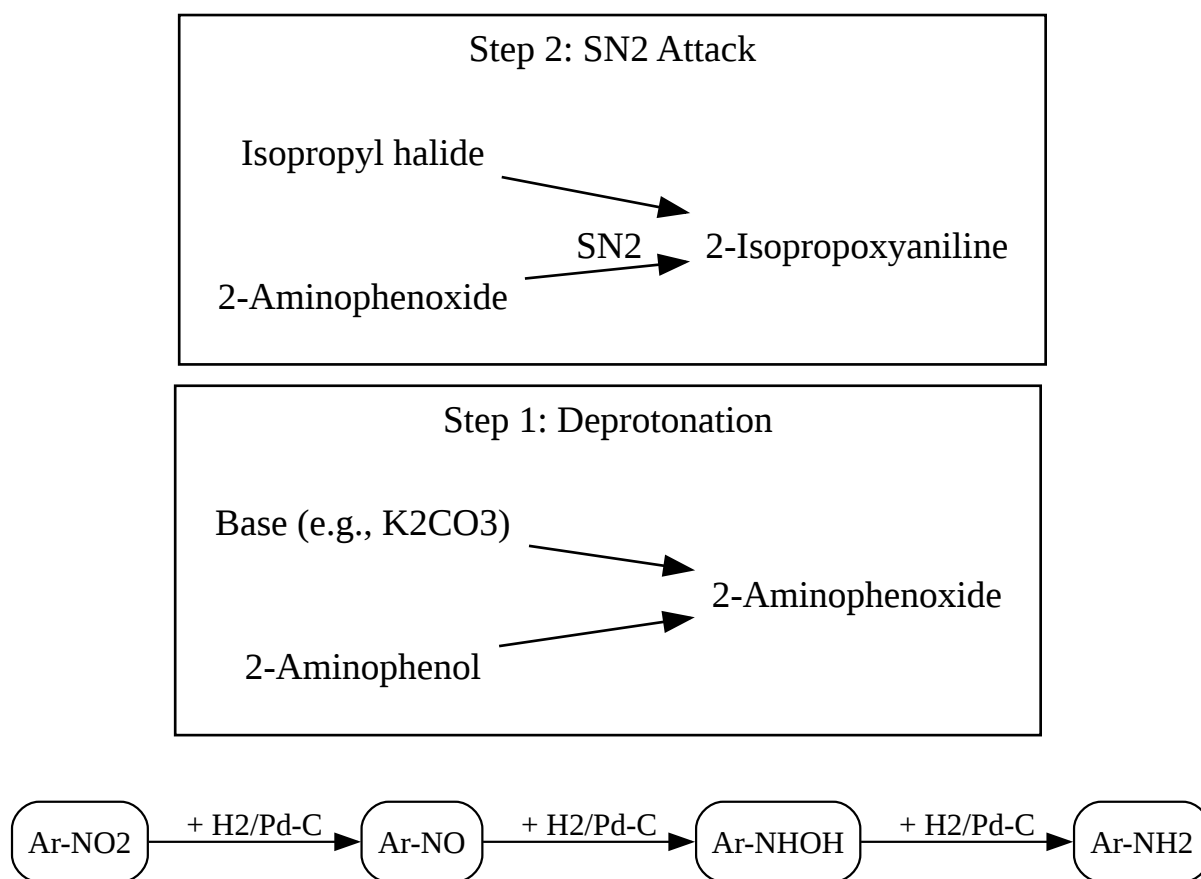 Step 2: SN2 Attack
Isopropyl halide
SN2
2-Isopropoxyaniline
2-Aminophenoxide
Step 1: Deprotonation
Base (e.g., K2CO3)
2-Aminophenoxide
2-Aminophenol
Ar-NO2
+ H2/Pd-C
Ar-NO
+ H2/Pd-C
Ar-NHOH
+ H2/Pd-C
Ar-NH2